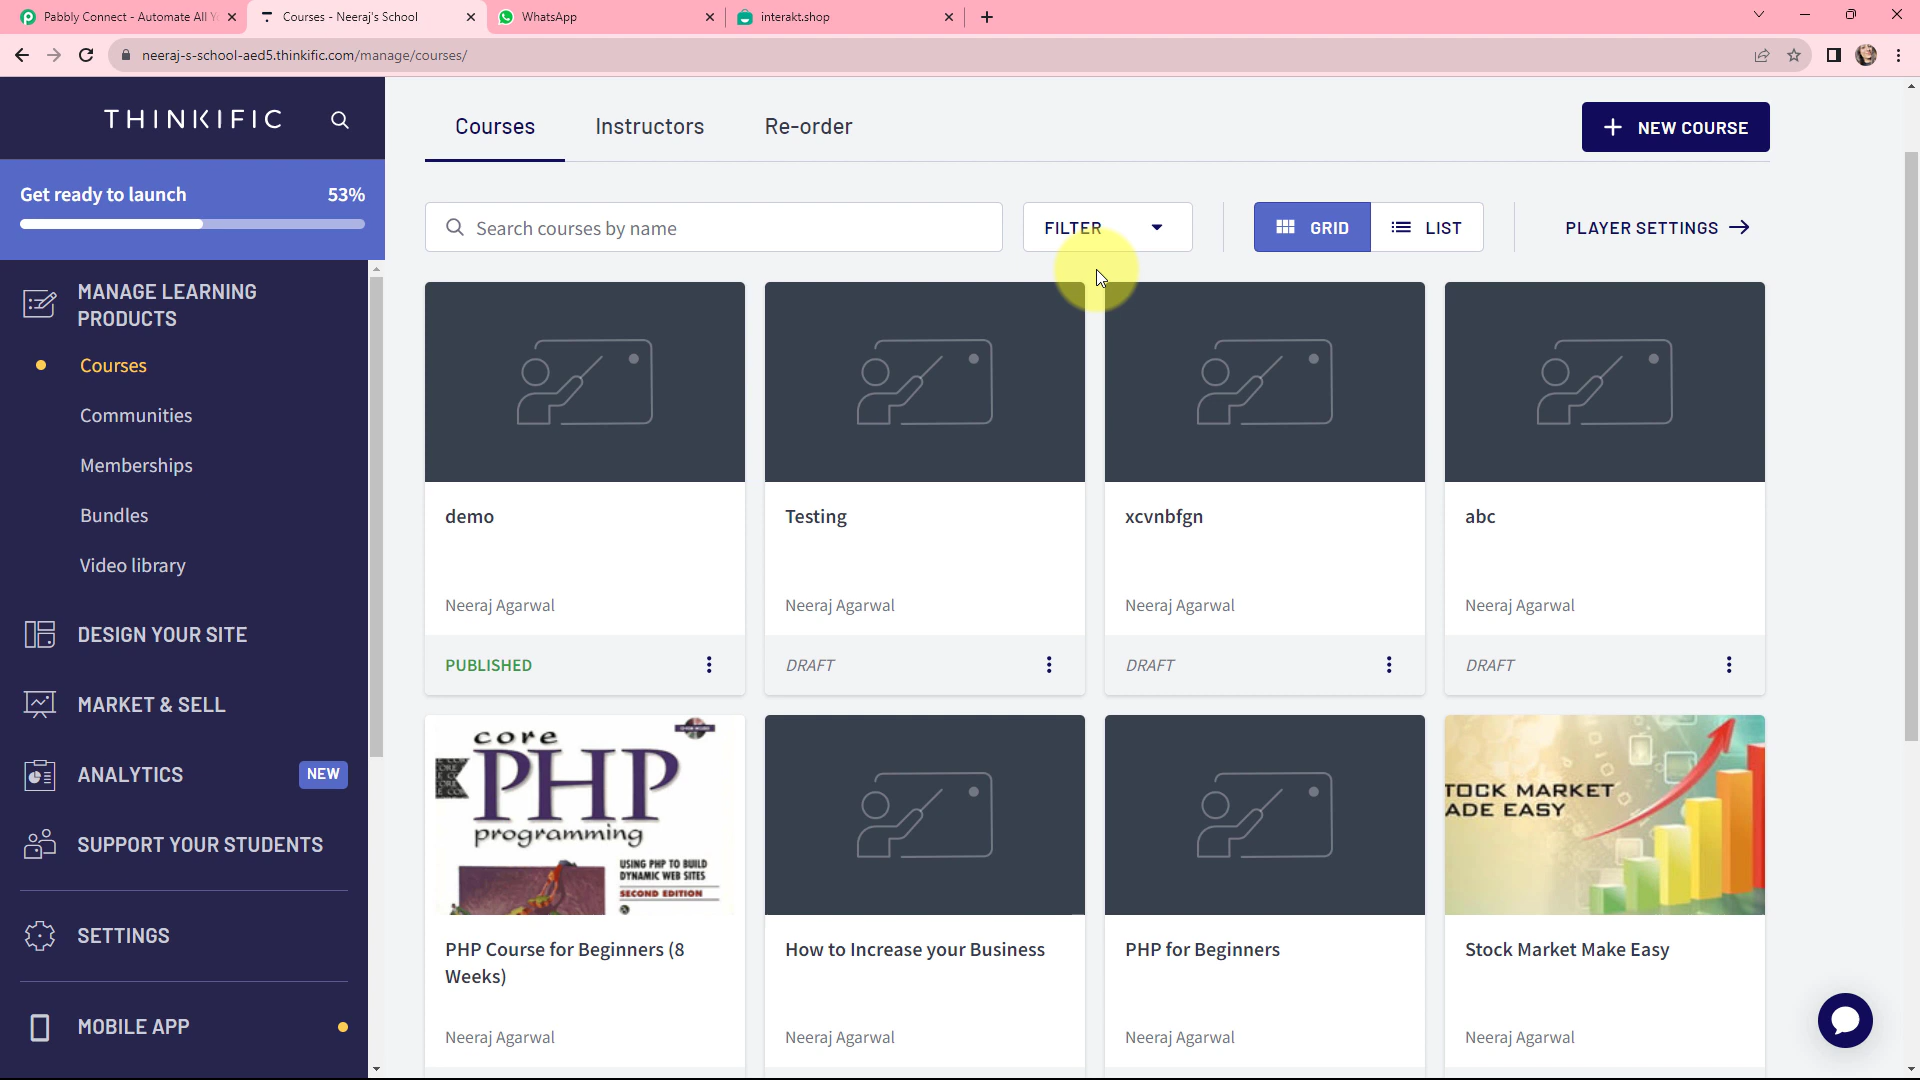 Pabbly Connect - Automate All Y
Courses - Neeraj's School
WhatsApp
interakt.shop
neeraj-s-school-aed5.thinkific.com/manage/courses/
THINKIFIC
Get ready to launch 53%
MANAGE LEARNING
PRODUCTS
Courses
Communities
Memberships
Bundles
Video library
DESIGN YOUR SITE
MARKET & SELL
ANALYTICS NEW
SUPPORT YOUR STUDENTS
SETTINGS
MOBILE APP
Courses Instructors Re-order
+ NEW COURSE
Search courses by name
FILTER
GRID
LIST
PLAYER SETTINGS →
demo
Neeraj Agarwal
PUBLISHED
Testing
Neeraj Agarwal
DRAFT
xcvnbfgn
Neeraj Agarwal
DRAFT
abc
Neeraj Agarwal
DRAFT
core
PHP
programming
USING PHP TO BUILD
DYNAMIC WEB SITES
SECOND EDITION
PHP Course for Beginners (8
Weeks)
Neeraj Agarwal
How to Increase your Business
Neeraj Agarwal
PHP for Beginners
Neeraj Agarwal
TOCK MARKET
ADE EASY
Stock Market Make Easy
Neeraj Agarwal